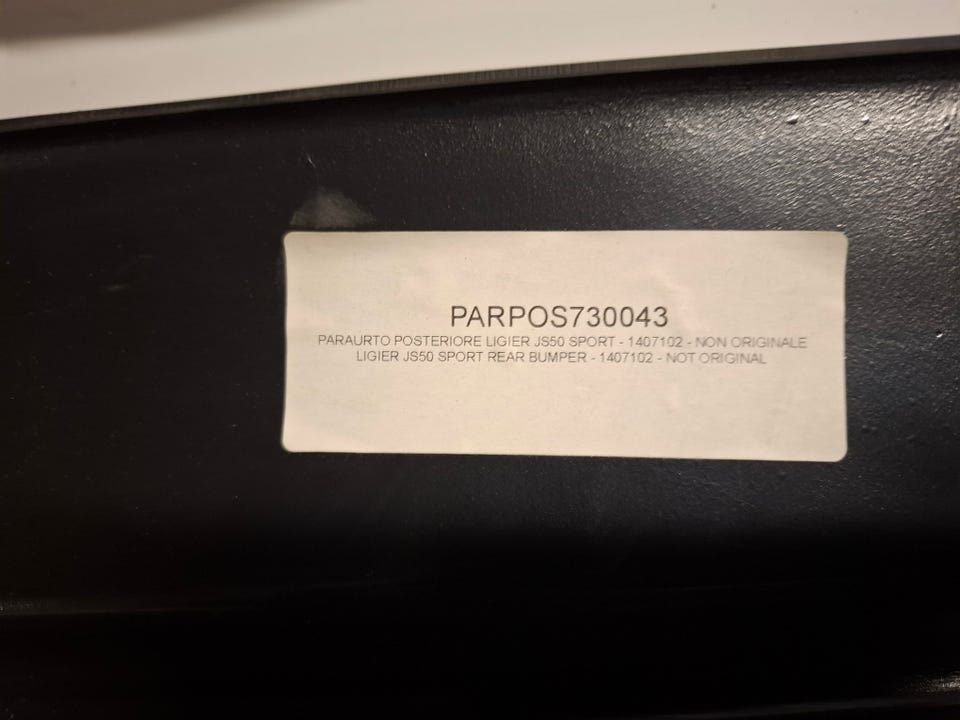 PARPOS730043
PARAURTO POSTERIORE LIGIER JS50 SPORT - 1407102 - NON ORIGINALE
LIGIER JS50 SPORT REAR BUMPER - 1407102 - NOT ORIGINAL